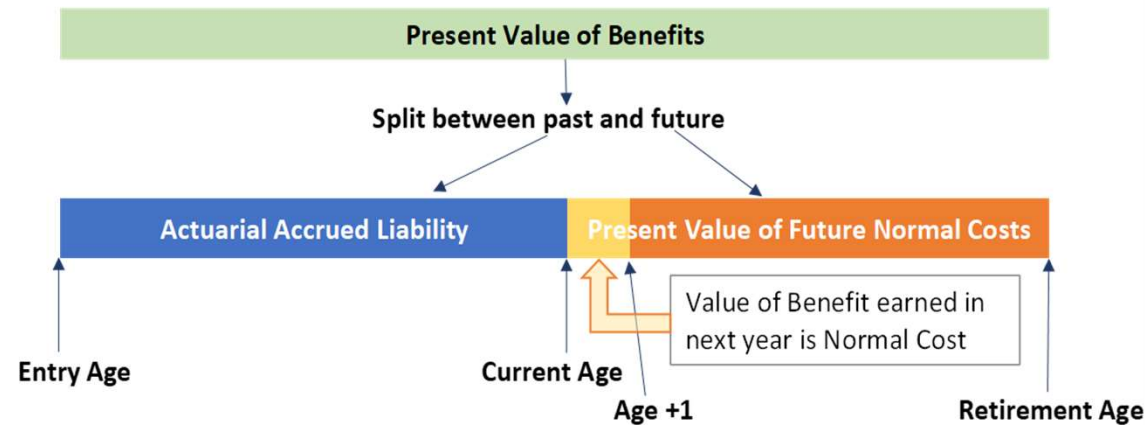 Present Value of Benefits
Split between past and future
Actuarial Accrued Liability
Present Value of Future Normal Costs
Value of Benefit earned in
next year is Normal Cost
Entry Age
Current Age
Age +1
Retirement Age